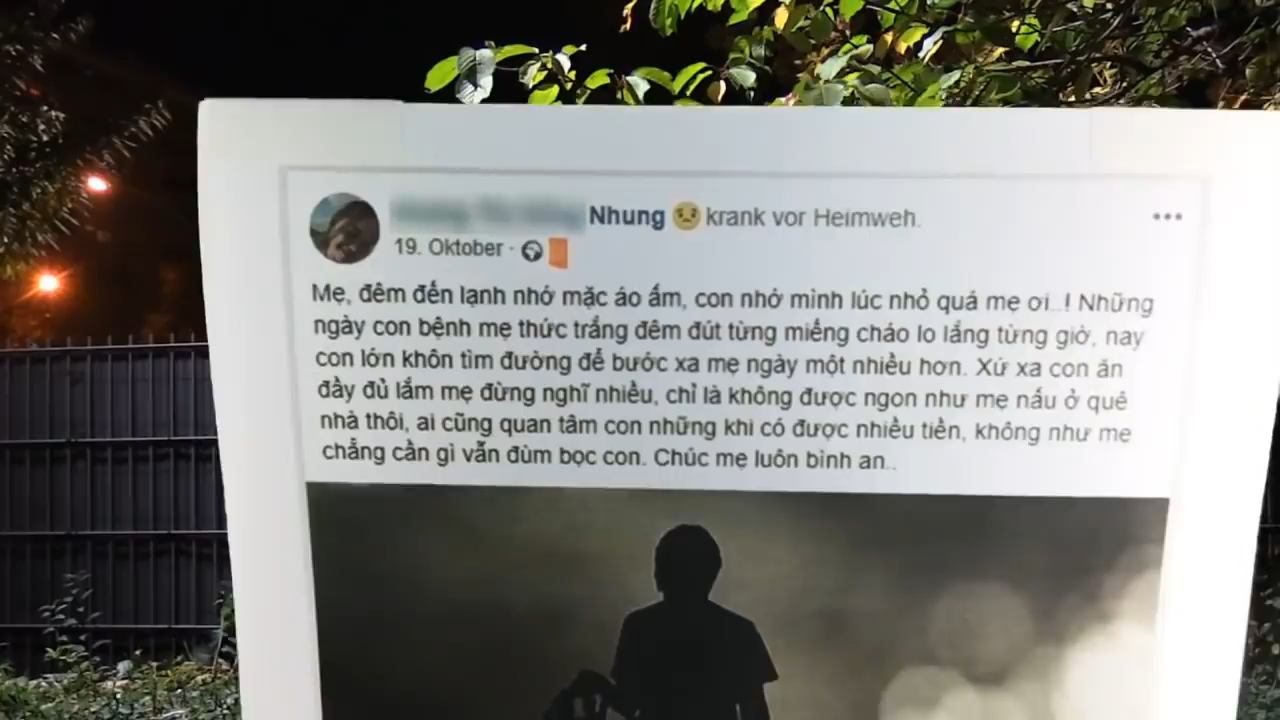 Nhung krank vor Heimweh.
19. Oktober
Mẹ, đêm đến lạnh nhớ mặc áo ấm, con nhớ mình lúc nhỏ quá mẹ ơi..! Những
ngày con bệnh mẹ thức trắng đêm đút từng miếng cháo lo lắng từng giờ, nay
con lớn khôn tìm đường để bước xa mẹ ngày một nhiều hơn. Xứ xa con ăn
đầy đủ lắm mẹ đừng nghĩ nhiều, chỉ là không được ngon như mẹ nấu ở quê
nhà thôi, ai cũng quan tâm con những khi có được nhiều tiền, không như mẹ
chẳng cần gì vẫn đùm bọc con. Chúc mẹ luôn bình an..